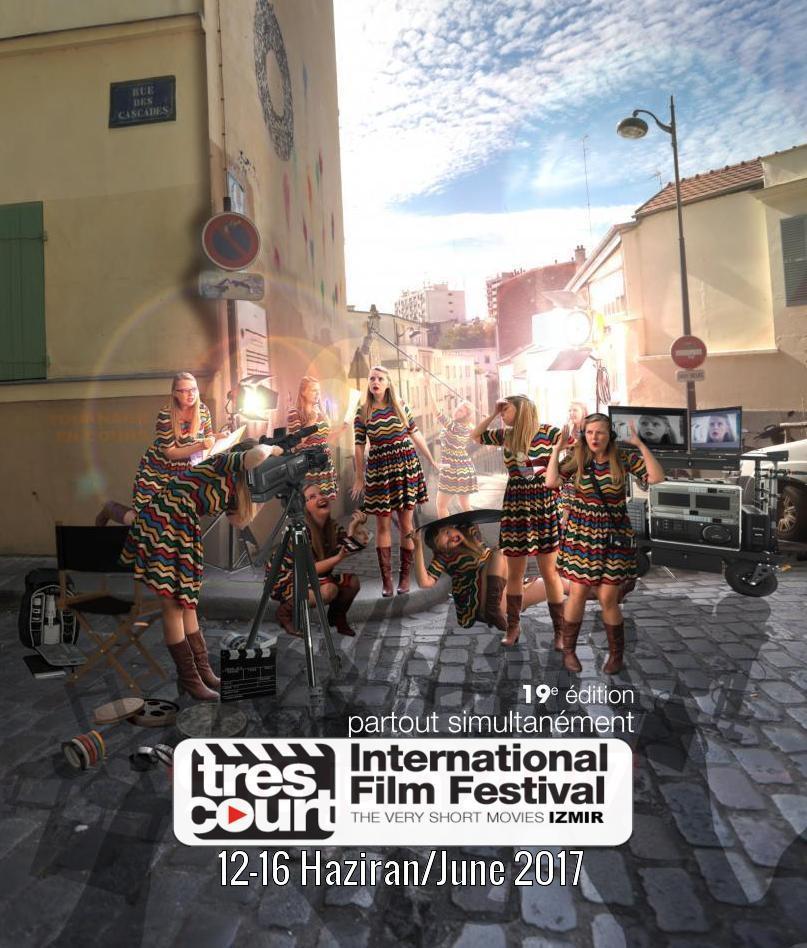 RUE
DES
CASCADES
19e édition
partout simultanément
très
court
International
Film Festival
THE VERY SHORT MOVIES IZMIR
12-16 Haziran/June 2017